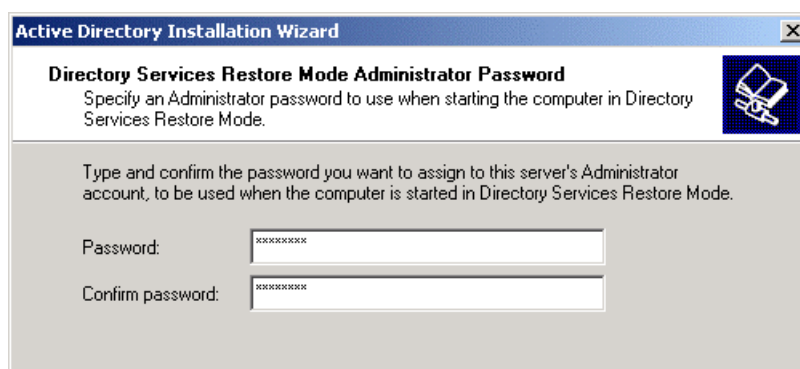 Active Directory Installation Wizard
Directory Services Restore Mode Administrator Password
Specify an Administrator password to use when starting the computer in Directory
Services Restore Mode.
Type and confirm the password you want to assign to this server's Administrator
account, to be used when the computer is started in Directory Services Restore Mode.
Password: ********
Confirm password: ********